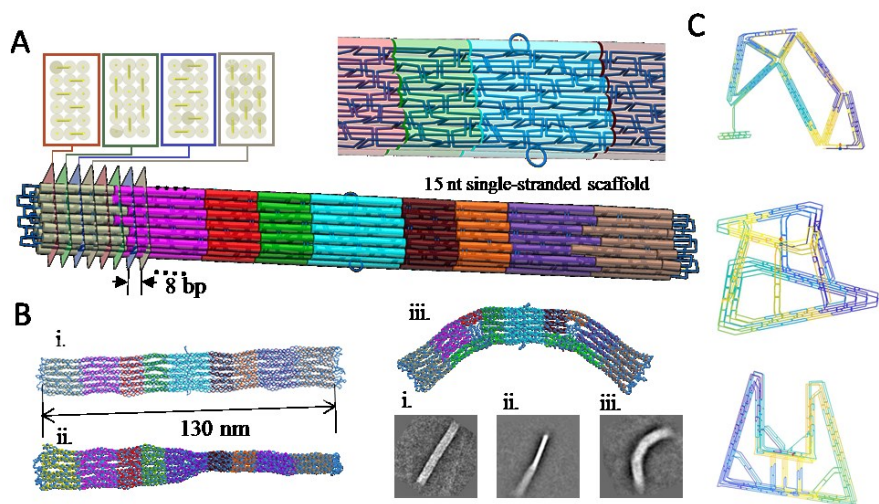 A
C
15 nt single-stranded scaffold
8 bp
B
i.
iii.
130 nm
ii.
i.
ii.
iii.